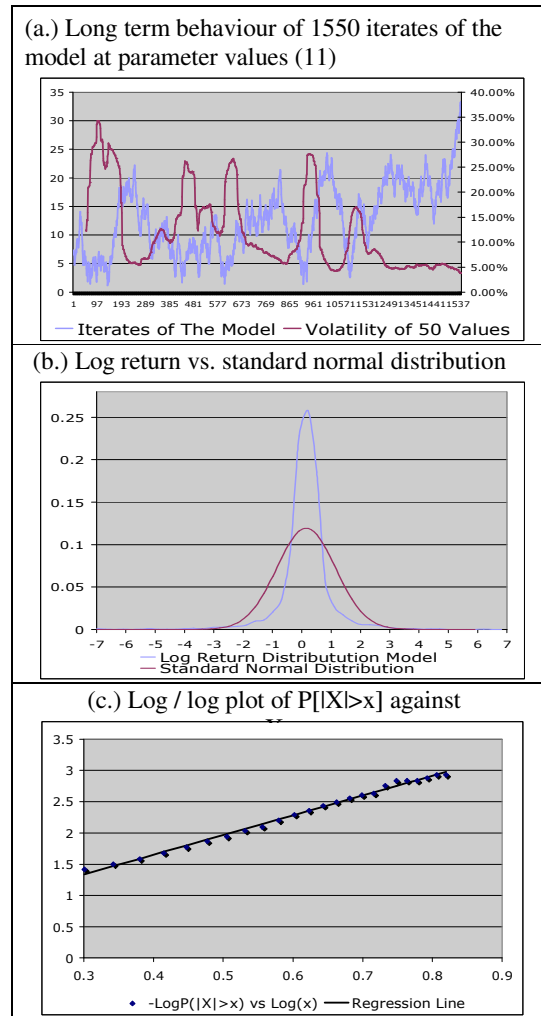 (a.) Long term behaviour of 1550 iterates of the
model at parameter values (11)
35
30
25
20
15
10
5
0
40.00%
35.00%
30.00%
25.00%
20.00%
15.00%
10.00%
5.00%
0.00%
1 97 193 289 385 481 577 673 769 865 961 1057 1153 1249 1345 1441 1537
Iterates of The Model Volatility of 50 Values
(b.) Log return vs. standard normal distribution
0.25
0.2
0.15
0.1
0.05
0
-7 -6 -5 -4 -3 -2 -1 0 1 2 3 4 5 6 7
Log Return Distributution Model
Standard Normal Distribution
(c.) Log / log plot of P[|X|>x] against
3.5
3
2.5
2
1.5
1
0.5
0
0.3 0.4 0.5 0.6 0.7 0.8 0.9
-LogP(|X|>x) vs Log(x) Regression Line